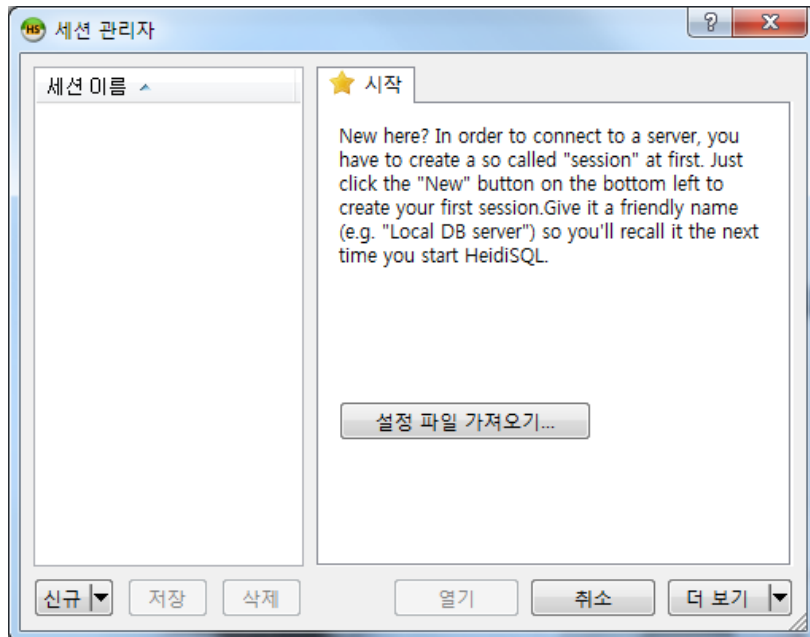 HS 세션 관리자
?
X
세션 이름
시작
New here? In order to connect to a server, you
have to create a so called "session" at first. Just
click the "New" button on the bottom left to
create your first session.Give it a friendly name
(e.g. "Local DB server") so you'll recall it the next
time you start HeidiSQL.
설정 파일 가져오기...
신규 저장 삭제 열기 취소 더 보기